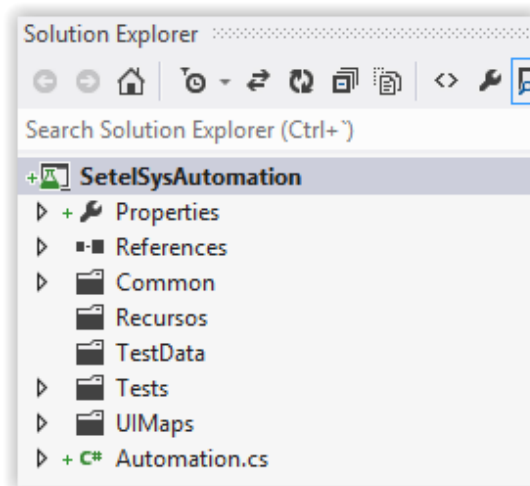 Solution Explorer
Search Solution Explorer (Ctrl+`)
SetelSysAutomation
Properties
References
Common
Recursos
TestData
Tests
UIMaps
C# Automation.cs